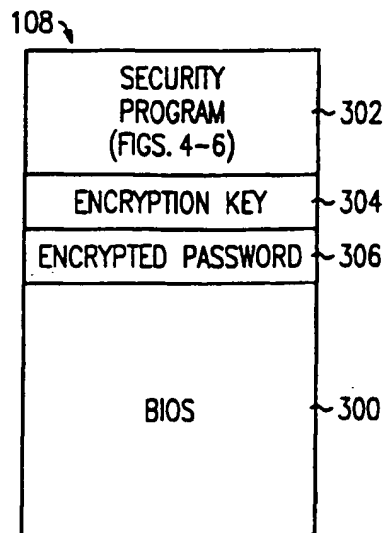 108
SECURITY
PROGRAM
(FIGS. 4-6)
302
ENCRYPTION KEY
304
ENCRYPTED PASSWORD
306
BIOS
300